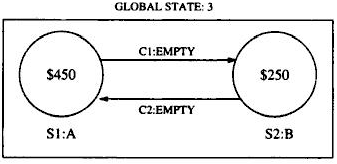 GLOBAL STATE: 3
C1:EMPTY
$450
$250
C2:EMPTY
S1:A
S2:B